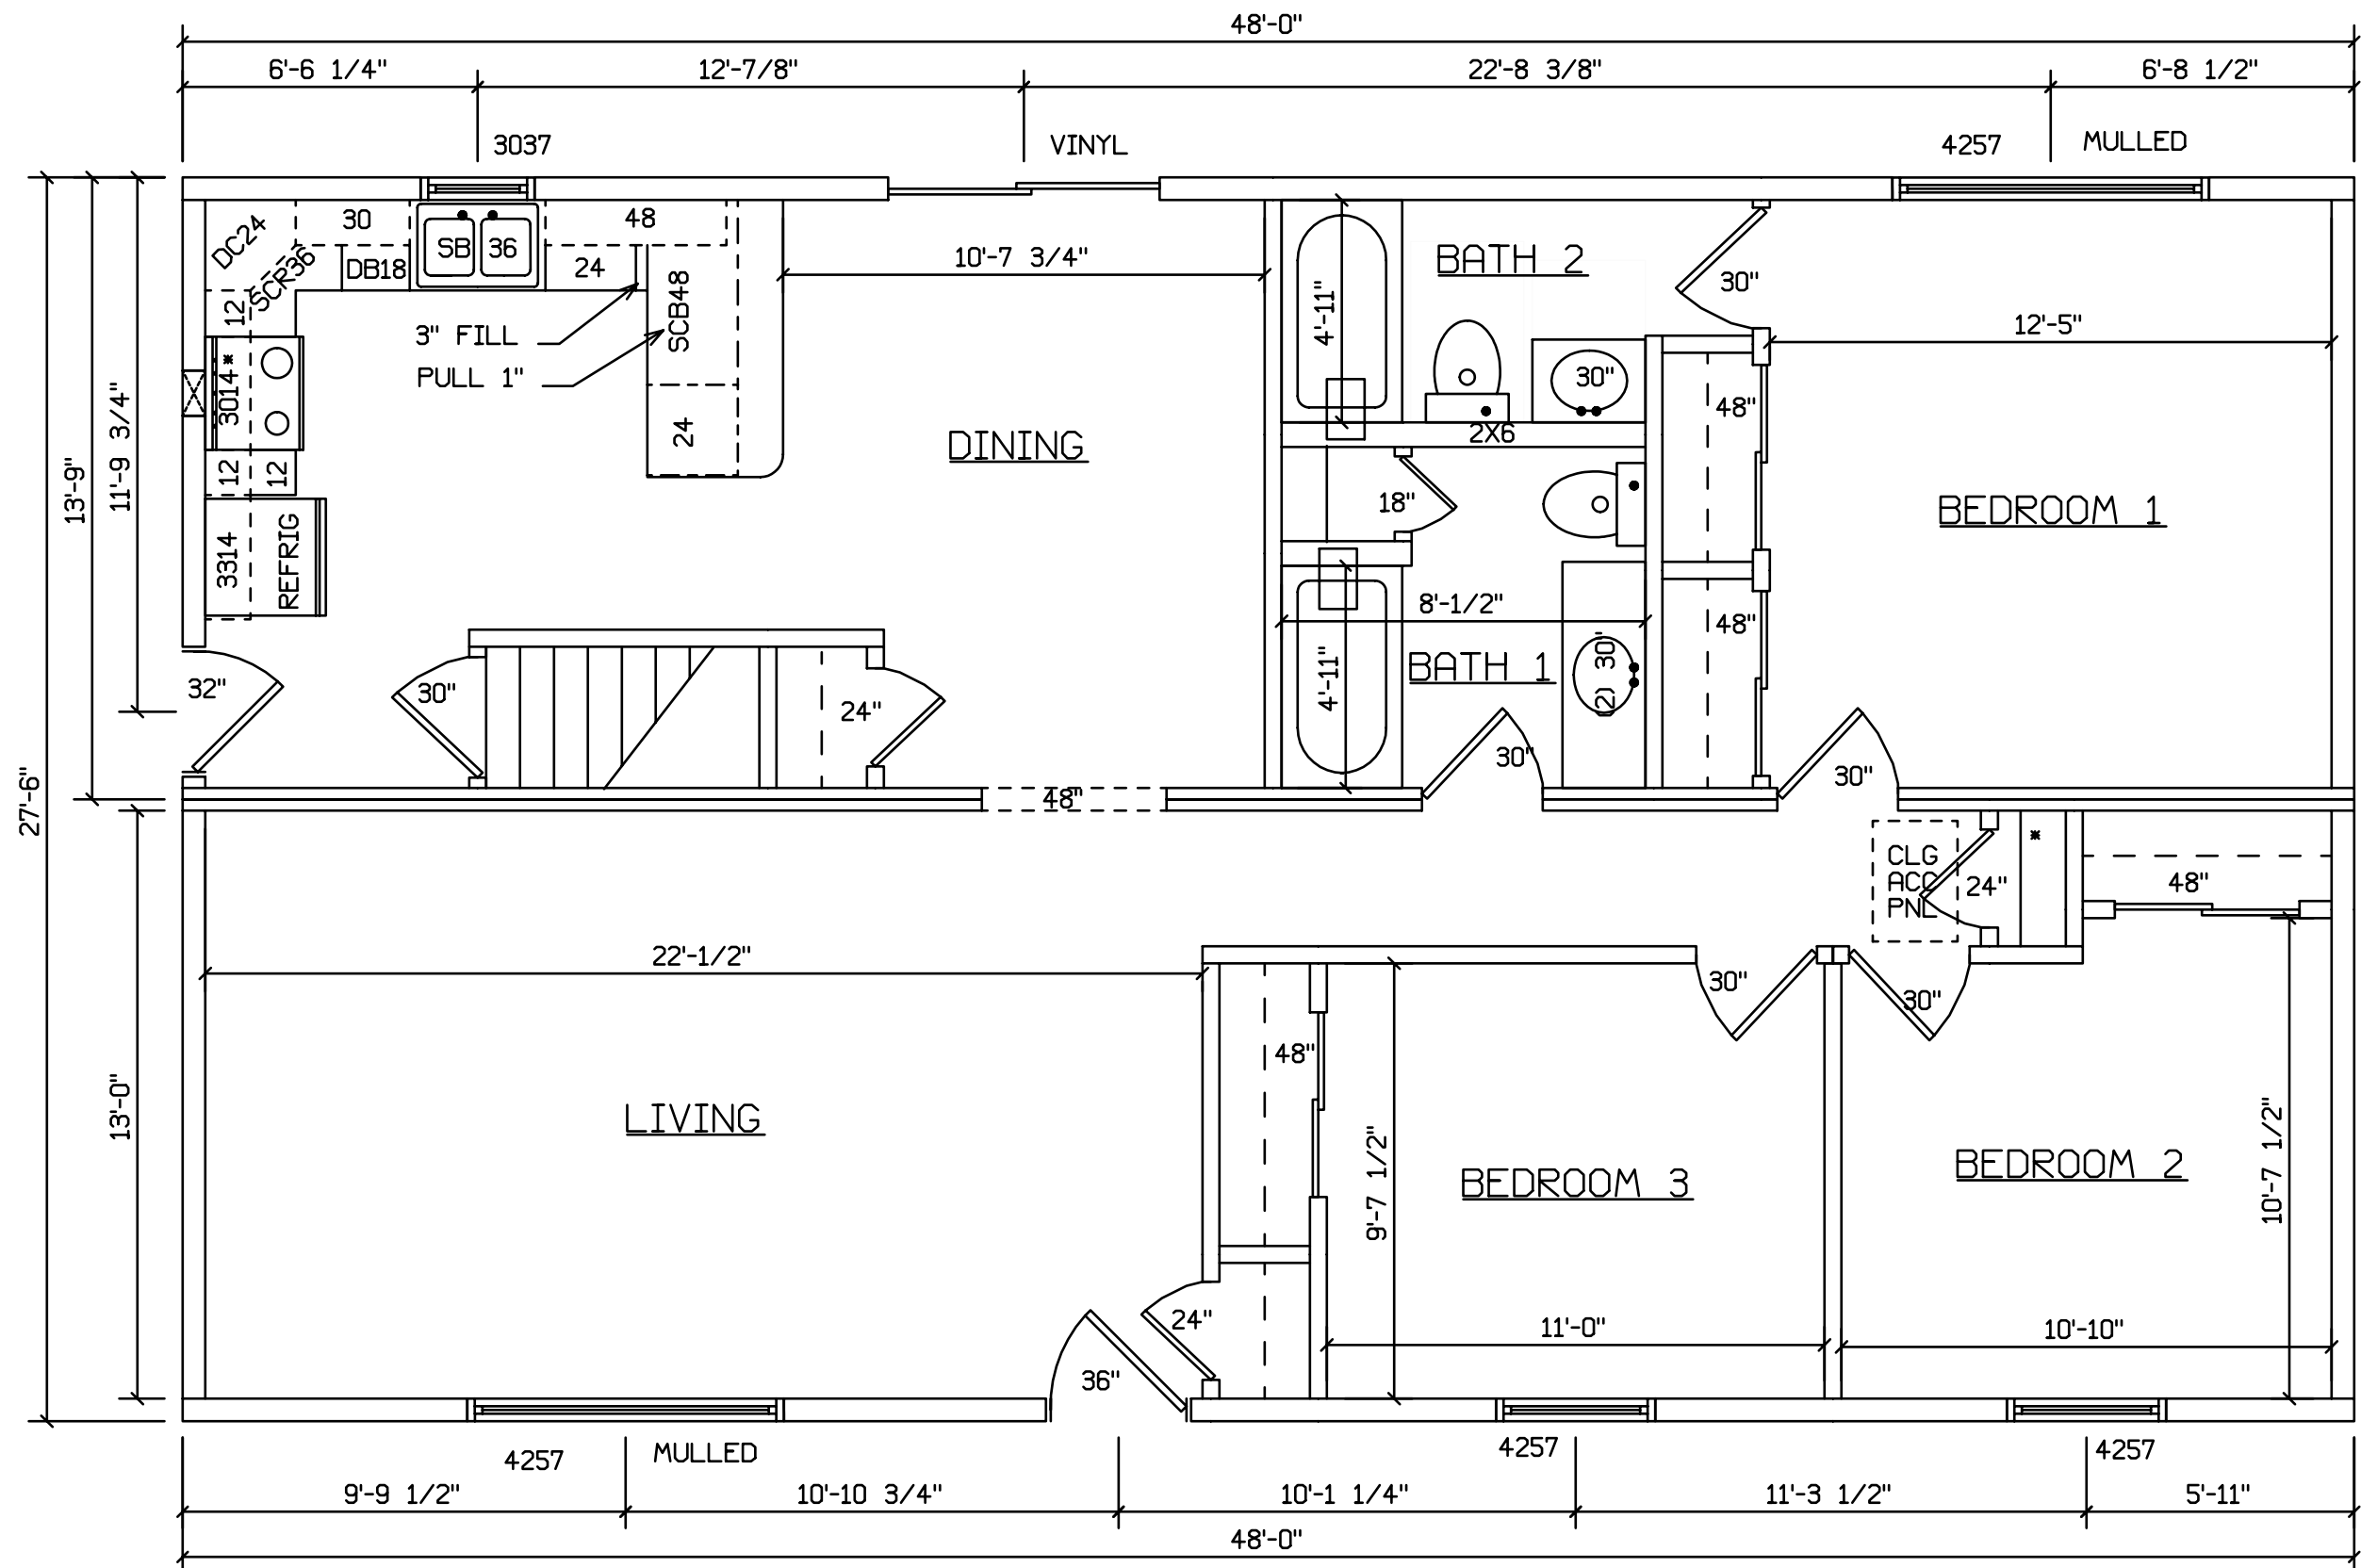 48'-0"
6'-6 1/4"
12'-7/8"
22'-8 3/8"
6'-8 1/2"
3037
VINYL
4257
MULLED
DC24
30
SB
36
48
SCR36
DB18
24
10'-7 3/4"
BATH 2
30"
12
3" FILL
SCB48
4'-11"
12'-5"
PULL 1"
3014*
30"
48"
11'-9 3/4"
24
DINING
2X6
13'-9"
12
12
18"
BEDROOM 1
3314
REFRIG
8'-1/2"
48"
32"
30"
24"
4'-11"
BATH 1
(2) 30"
30"
30"
27'-6"
48"
CLG
ACC
PNL
24"
*
48"
22'-1/2"
30"
30"
48"
13'-0"
LIVING
9'-7 1/2"
BEDROOM 3
BEDROOM 2
10'-7 1/2"
24"
11'-0"
10'-10"
36"
4257
MULLED
4257
4257
9'-9 1/2"
10'-10 3/4"
10'-1 1/4"
11'-3 1/2"
5'-11"
48'-0"